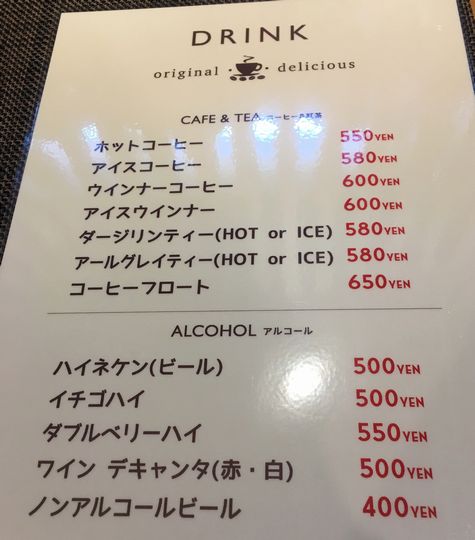 DRINK
original delicious
CAFE & TEA コーヒー&紅茶
ホットコーヒー 550YEN
アイスコーヒー 580YEN
ウインナーコーヒー 600YEN
アイスウインナー 600YEN
ダージリンティー(HOT or ICE) 580YEN
アールグレイティー(HOT or ICE) 580YEN
コーヒーフロート 650YEN
ALCOHOL アルコール
ハイネケン(ビール) 500YEN
イチゴハイ 500YEN
ダブルベリーハイ 550YEN
ワイン デキャンタ(赤・白) 500YEN
ノンアルコールビール 400YEN